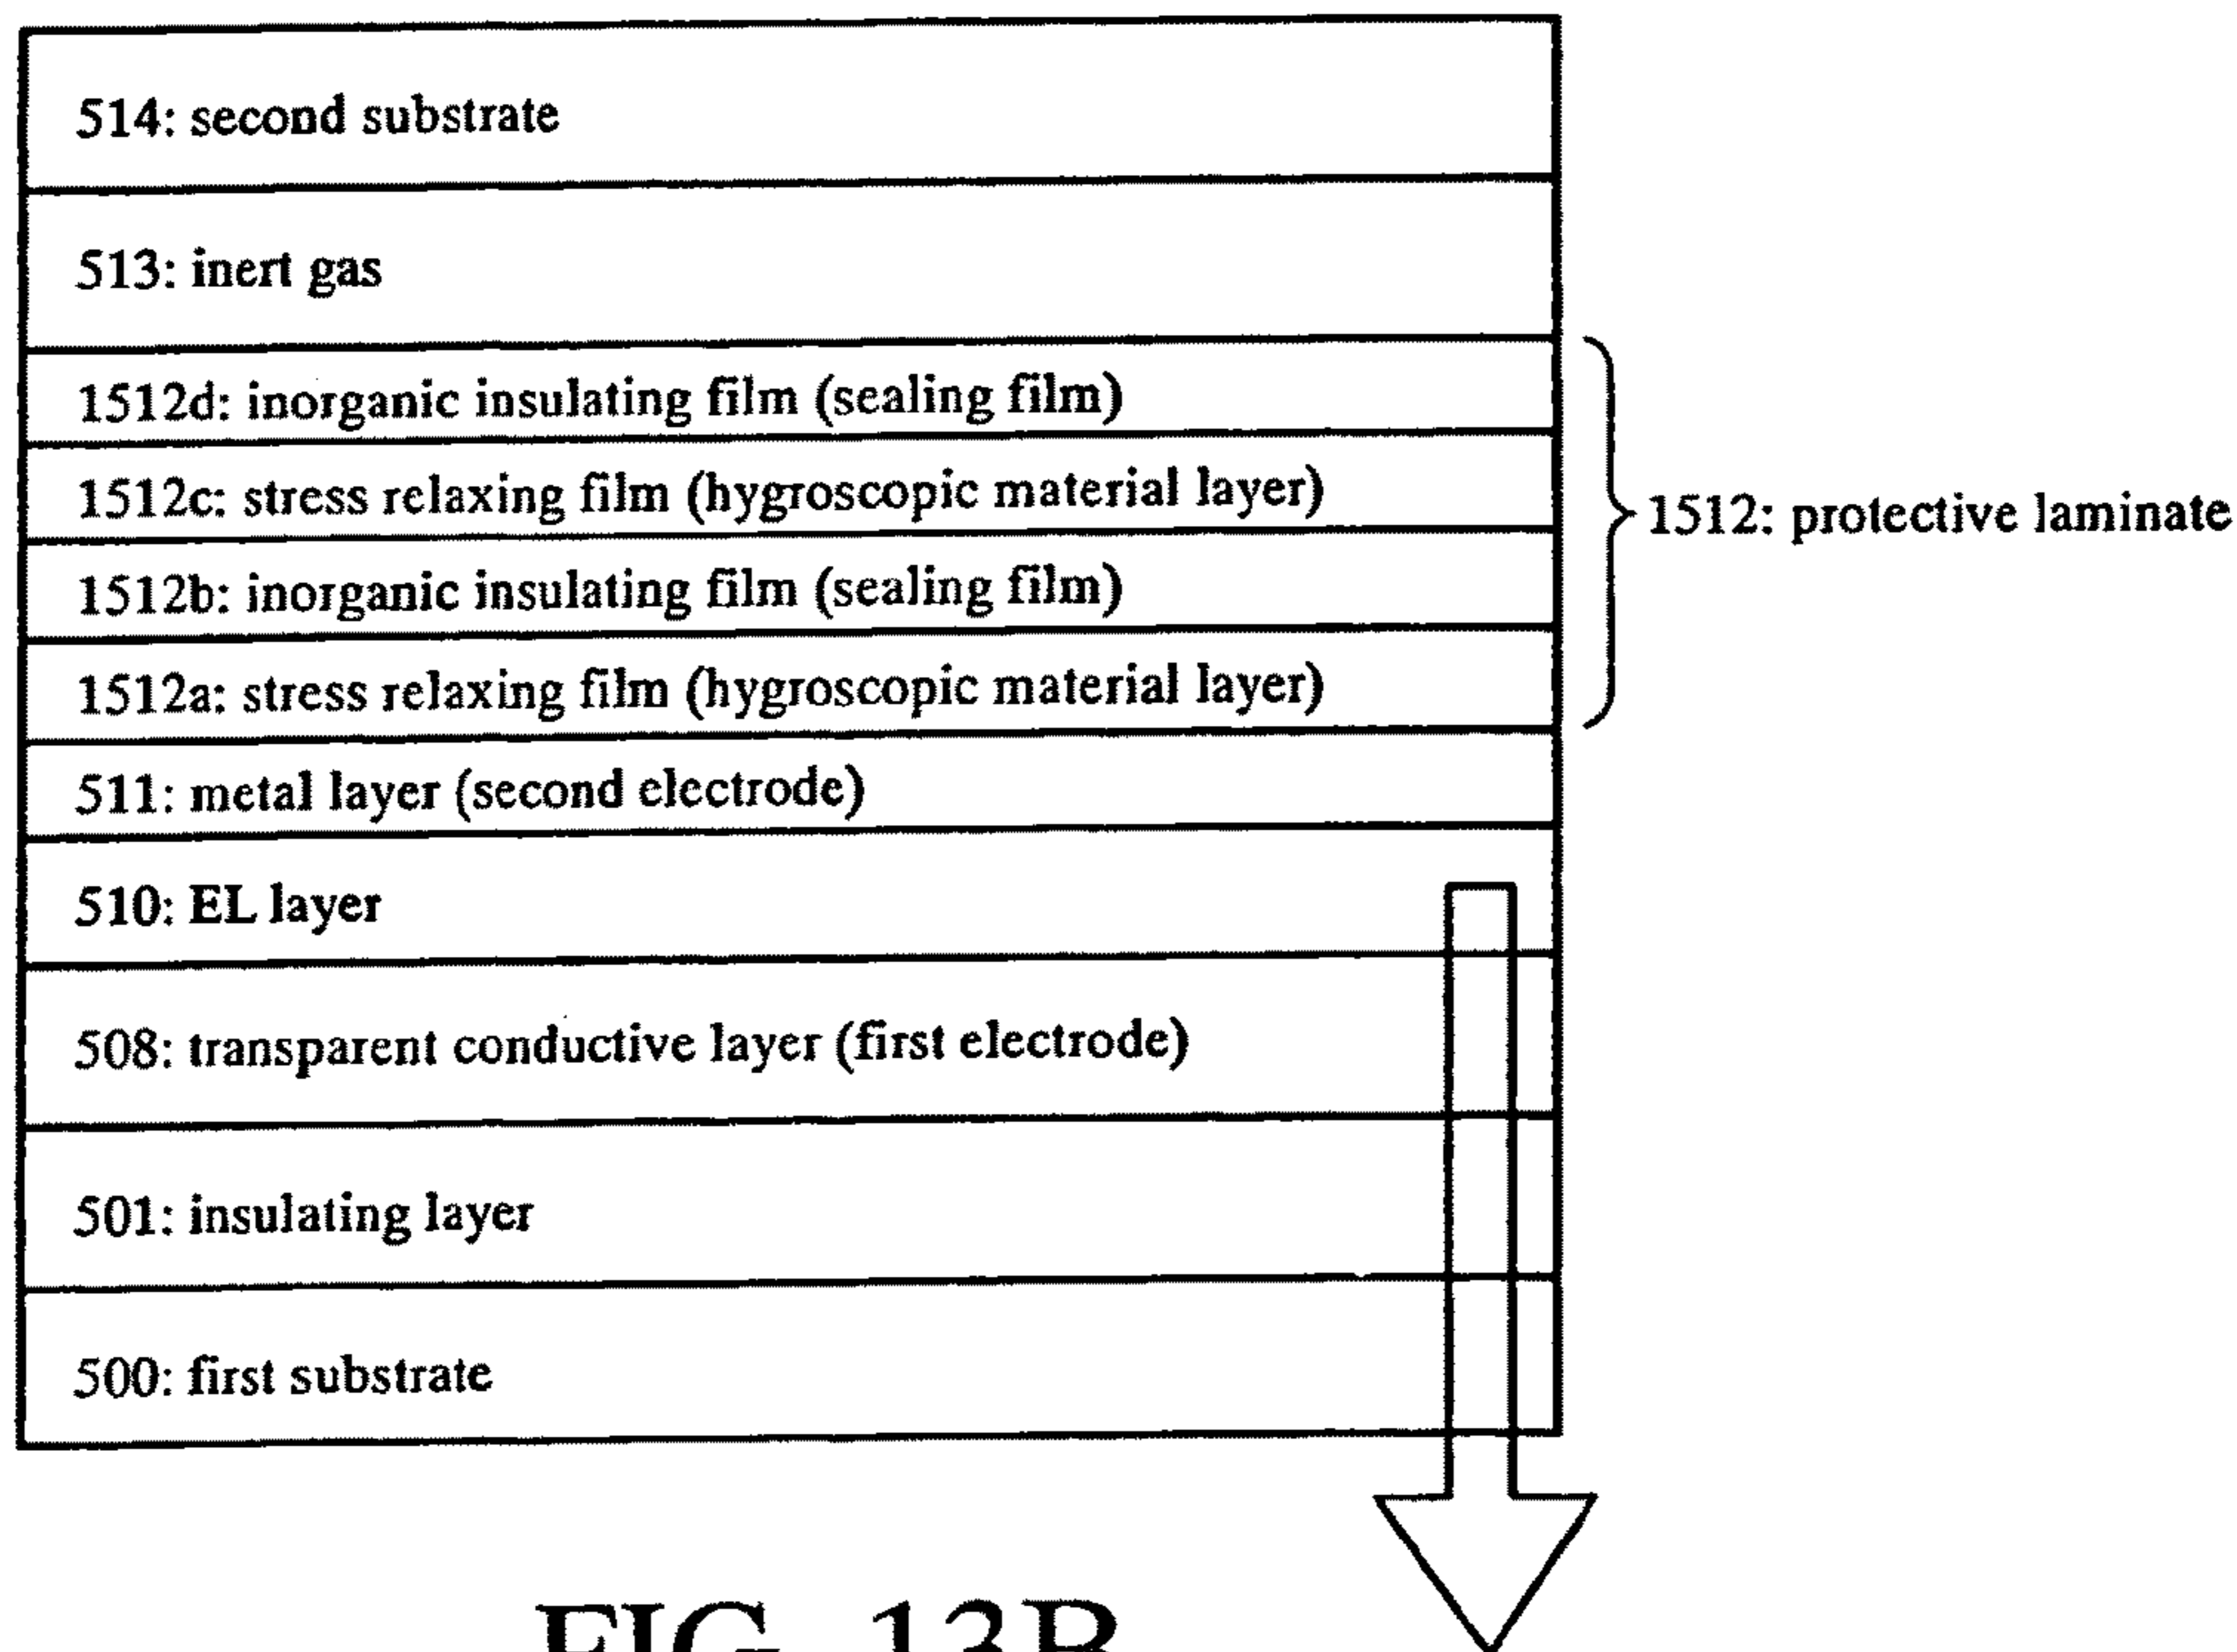 514: second substrate
513: inert gas
1512d: inorganic insulating film (sealing film)
1512c: stress relaxing film (hygroscopic material layer)
1512: protective laminate
1512b: inorganic insulating film (sealing film)
1512a: stress relaxing film (hygroscopic material layer)
511: metal layer (second electrode)
510: EL layer
508: transparent conductive layer (first electrode)
501: insulating layer
500: first substrate
FIG. 13B